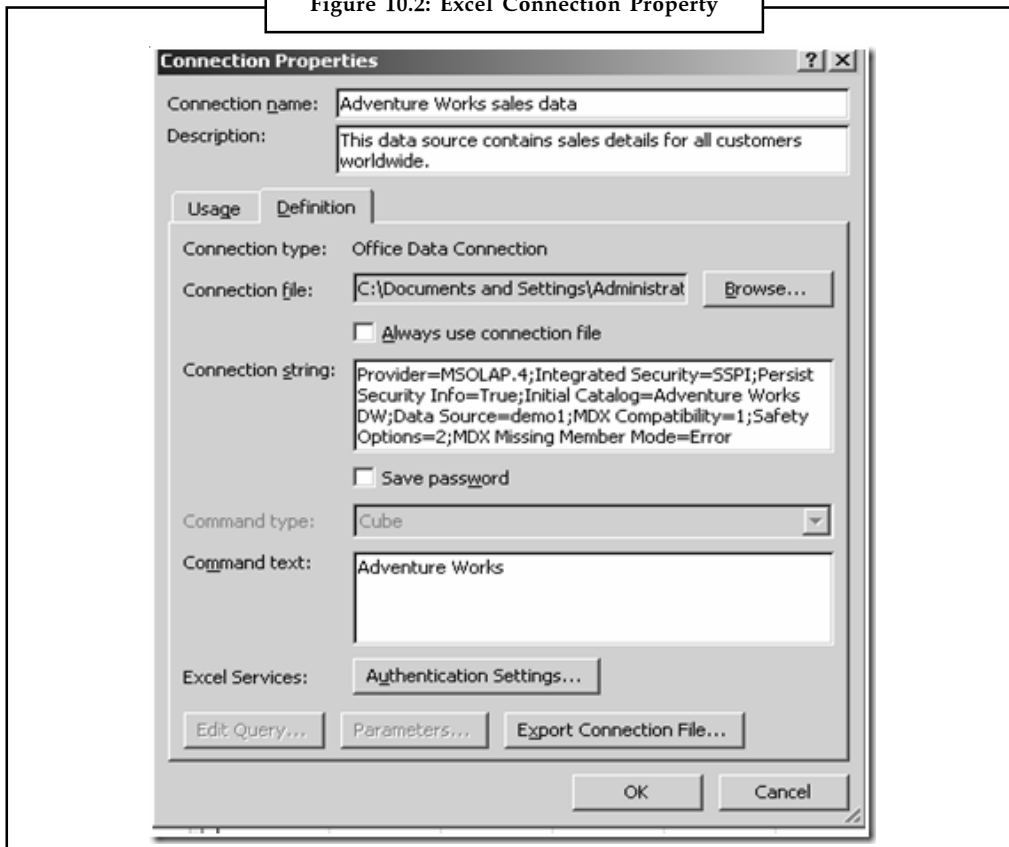 Figure 10.2: Excel Connection Property
Connection Properties
Connection name: Adventure Works sales data
Description: This data source contains sales details for all customers
worldwide.
Usage Definition
Connection type: Office Data Connection
Connection file: C:\Documents and Settings\Administrat Browse...
Always use connection file
Connection string: Provider=MSOLAP.4;Integrated Security=SSPI;Persist
Security Info=True;Initial Catalog=Adventure Works
DW;Data Source=demo1;MDX Compatibility=1;Safety
Options=2;MDX Missing Member Mode=Error
Save password
Command type: Cube
Command text: Adventure Works
Excel Services: Authentication Settings...
Edit Query... Parameters... Export Connection File...
OK Cancel